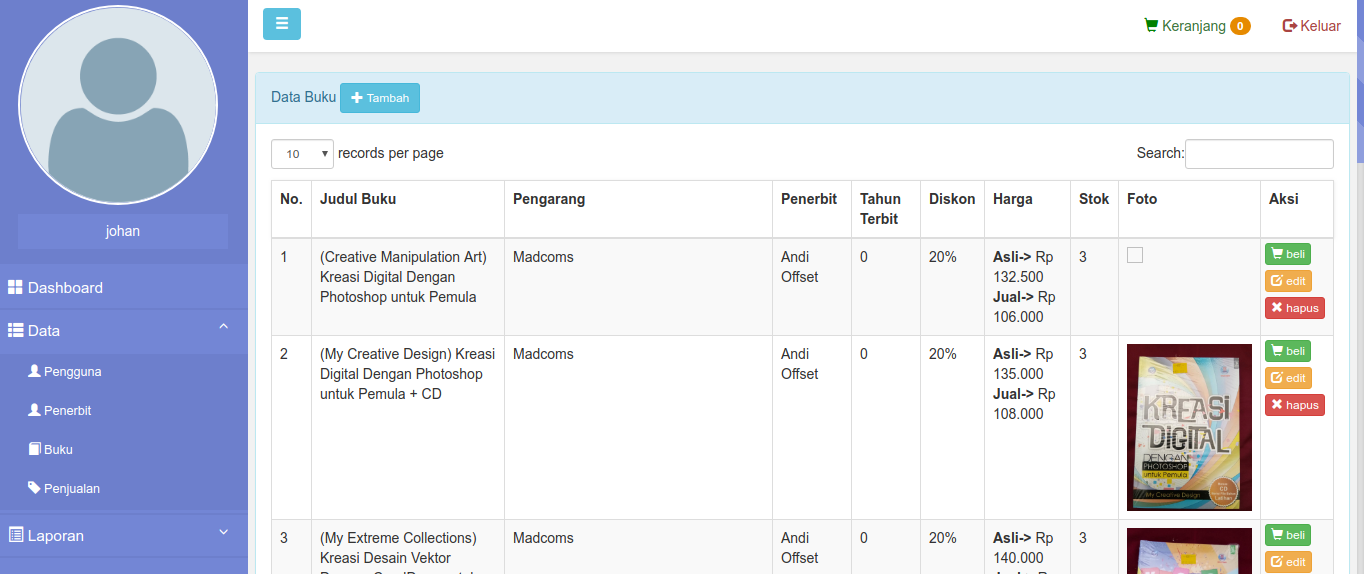 Keranjang 0 Keluar
johan
Dashboard
Data
Pengguna
Penerbit
Buku
Penjualan
Laporan
Data Buku Tambah
10 records per page
Search:
No. Judul Buku Pengarang Penerbit Tahun Terbit Diskon Harga Stok Foto Aksi
1
(Creative Manipulation Art)
Kreasi Digital Dengan
Photoshop untuk Pemula
Madcoms
Andi
Offset
0
20%
Asli-> Rp
132.500
Jual-> Rp
106.000
3
beli
edit
hapus
2
(My Creative Design) Kreasi
Digital Dengan Photoshop
untuk Pemula + CD
Madcoms
Andi
Offset
0
20%
Asli-> Rp
135.000
Jual-> Rp
108.000
3
KREASI
DIGITAL
DENGAN
PHOTOSHOP
untuk Pemula
My Creative Design
beli
edit
hapus
3
(My Extreme Collections)
Kreasi Desain Vektor
Madcoms
Andi
Offset
0
20%
Asli-> Rp
140.000
3
beli
edit